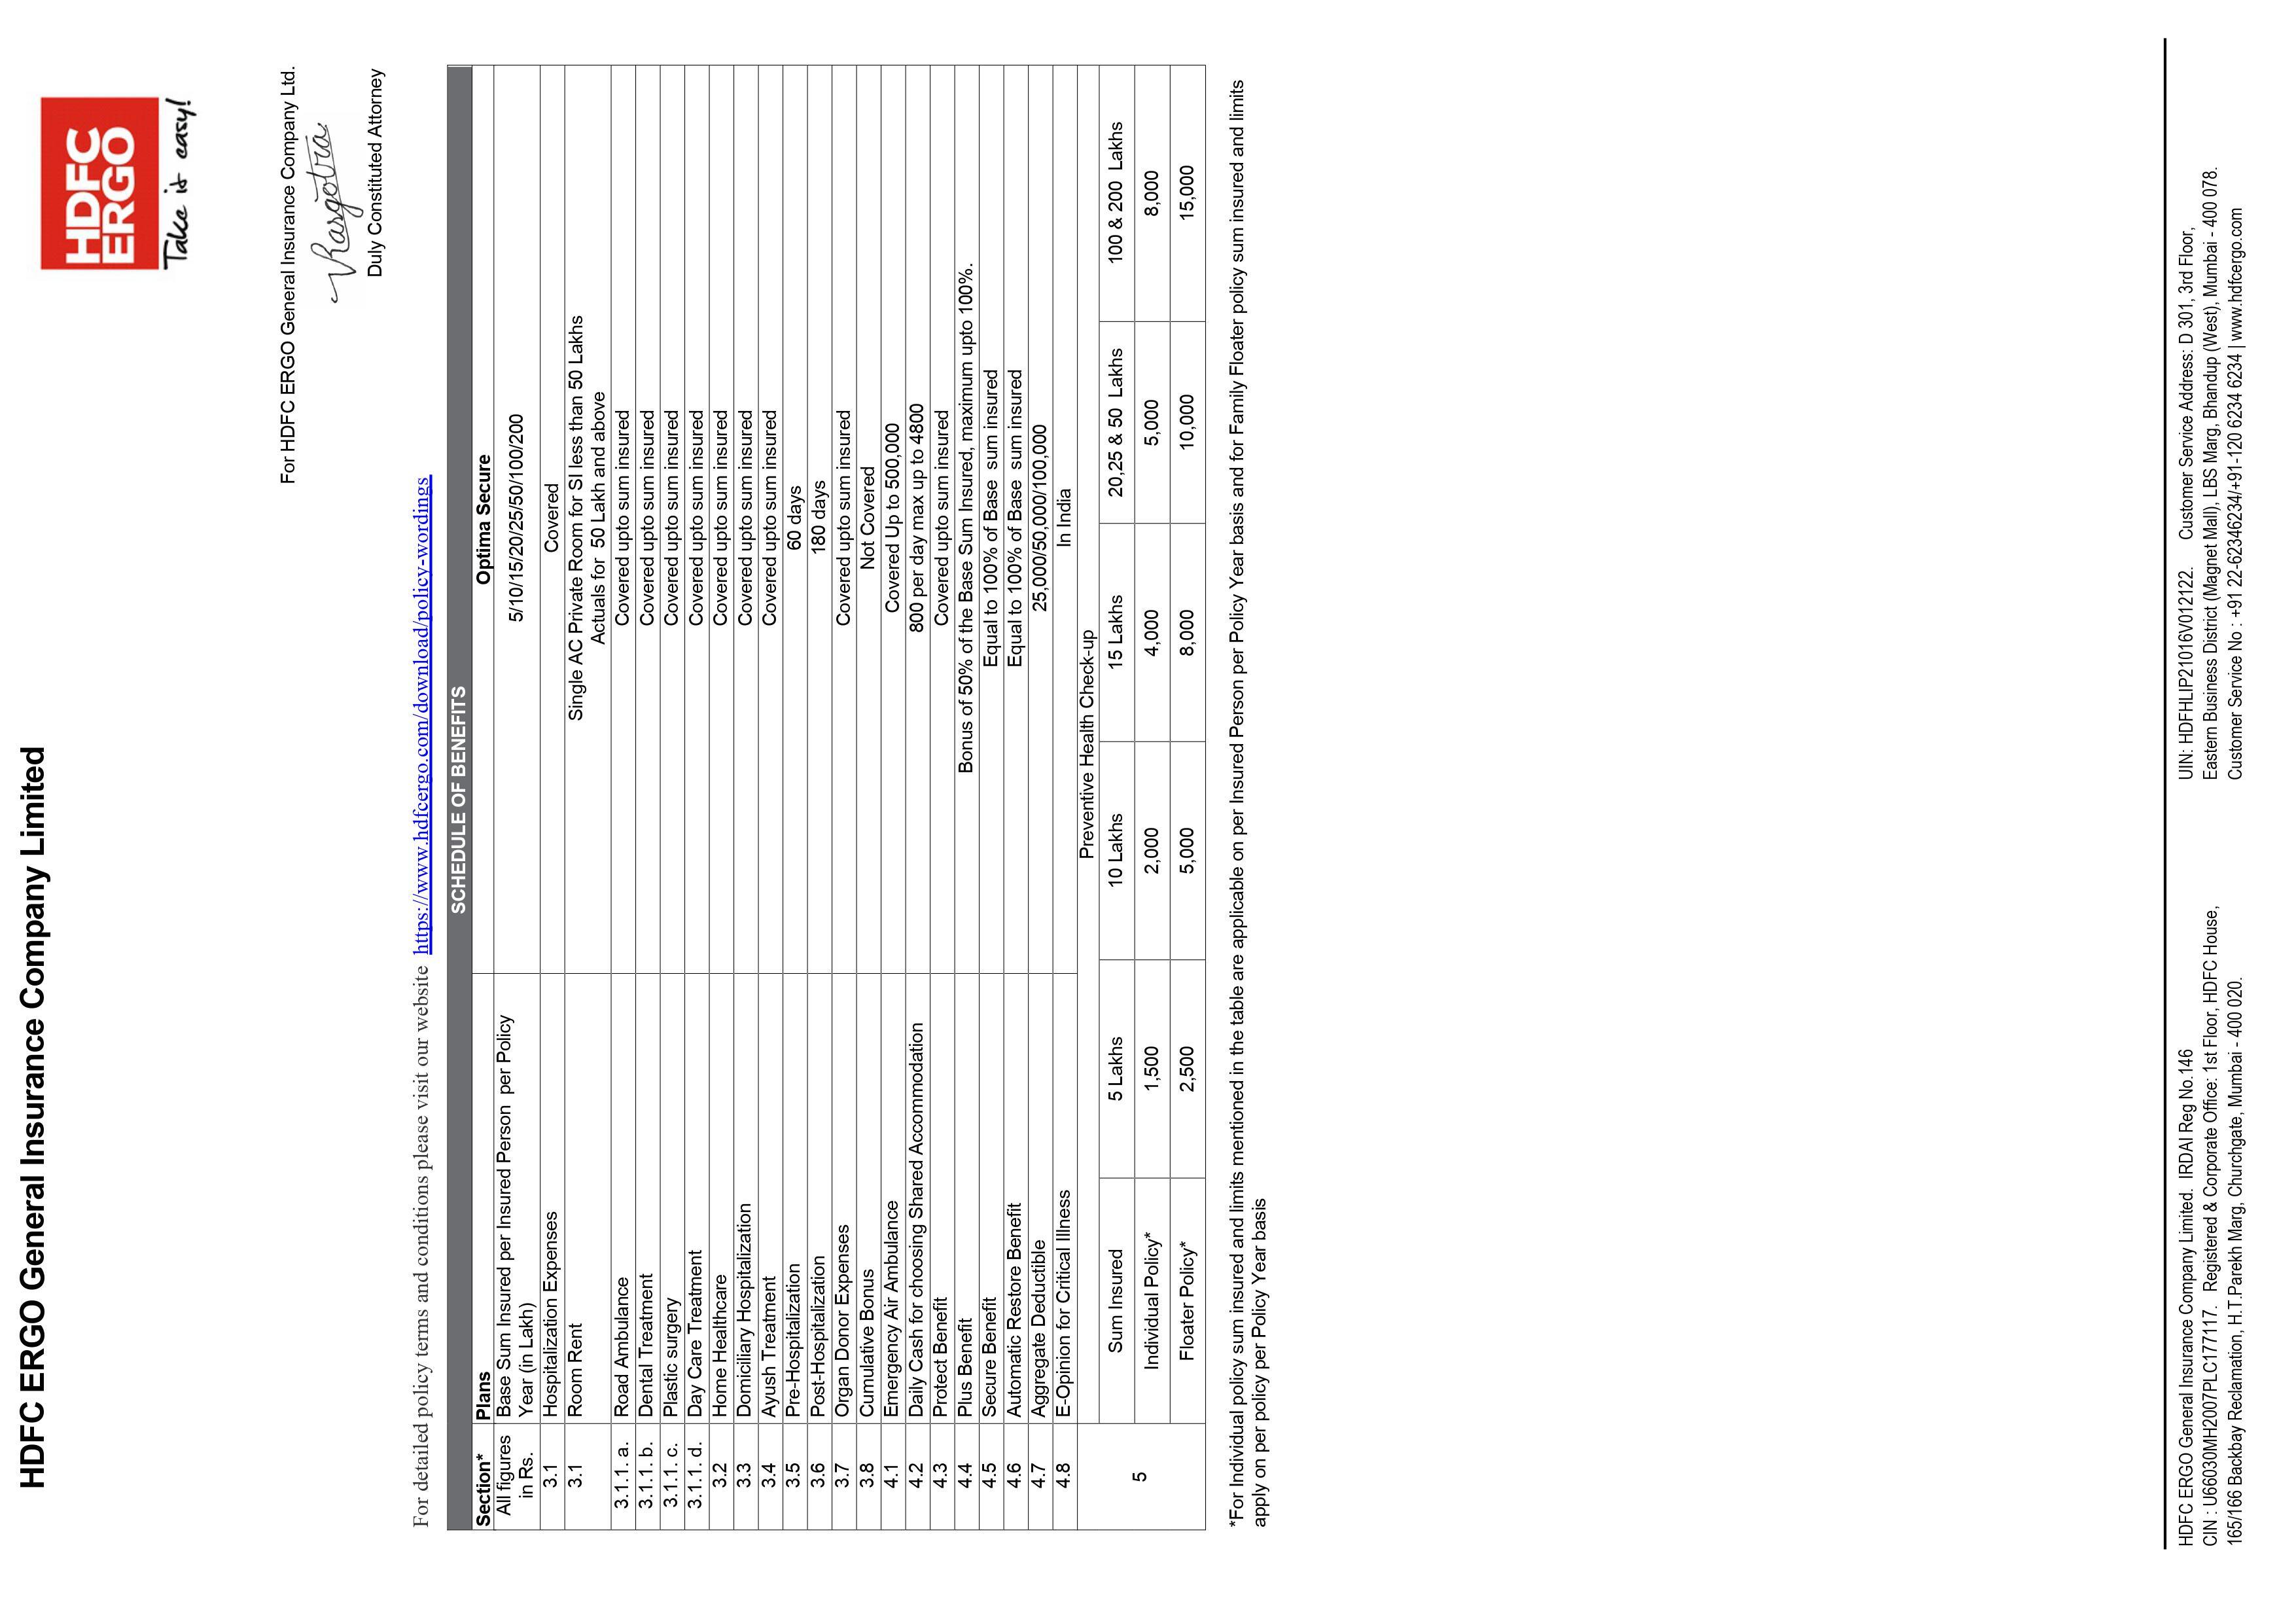 HDFC ERGO General Insurance Company Limited
HDFC
ERGO
Take it easy!
For HDFC ERGO General Insurance Company Ltd.
Duly Constituted Attorney
For detailed policy terms and conditions please visit our website https://www.hdfcergo.com/download/policy-wordings
SCHEDULE OF BENEFITS
Section* Plans Optima Secure
All figures in Rs. Base Sum Insured per Insured Person per Policy Year (in Lakh) 5/10/15/20/25/50/100/200
3.1 Hospitalization Expenses Covered
3.1 Room Rent Single AC Private Room for SI less than 50 Lakhs
Actuals for 50 Lakh and above
3.1.1. a. Road Ambulance Covered upto sum insured
3.1.1. b. Dental Treatment Covered upto sum insured
3.1.1. c. Plastic surgery Covered upto sum insured
3.1.1. d. Day Care Treatment Covered upto sum insured
3.2 Home Healthcare Covered upto sum insured
3.3 Domiciliary Hospitalization Covered upto sum insured
3.4 Ayush Treatment Covered upto sum insured
3.5 Pre-Hospitalization 60 days
3.6 Post-Hospitalization 180 days
3.7 Organ Donor Expenses Covered upto sum insured
3.8 Cumulative Bonus Not Covered
4.1 Emergency Air Ambulance Covered Up to 500,000
4.2 Daily Cash for choosing Shared Accommodation 800 per day max up to 4800
4.3 Protect Benefit Covered upto sum insured
4.4 Plus Benefit Bonus of 50% of the Base Sum Insured, maximum upto 100%.
4.5 Secure Benefit Equal to 100% of Base sum insured
4.6 Automatic Restore Benefit Equal to 100% of Base sum insured
4.7 Aggregate Deductible 25,000/50,000/100,000
4.8 E-Opinion for Critical Illness In India
5 Preventive Health Check-up
Sum Insured 5 Lakhs 10 Lakhs 15 Lakhs 20,25 & 50 Lakhs 100 & 200 Lakhs
Individual Policy* 1,500 2,000 4,000 5,000 8,000
Floater Policy* 2,500 5,000 8,000 10,000 15,000
*For Individual policy sum insured and limits mentioned in the table are applicable on per Insured Person per Policy Year basis and for Family Floater policy sum insured and limits
apply on per policy per Policy Year basis
HDFC ERGO General Insurance Company Limited. IRDAI Reg No.146
CIN : U66030MH2007PLC177117. Registered & Corporate Office: 1st Floor, HDFC House,
165/166 Backbay Reclamation, H.T.Parekh Marg, Churchgate, Mumbai - 400 020.
UIN: HDFHLIP21016V012122. Customer Service Address: D 301, 3rd Floor,
Eastern Business District (Magnet Mall), LBS Marg, Bhandup (West), Mumbai - 400 078.
Customer Service No : +91 22-62346234/+91-120 6234 6234 | www.hdfcergo.com